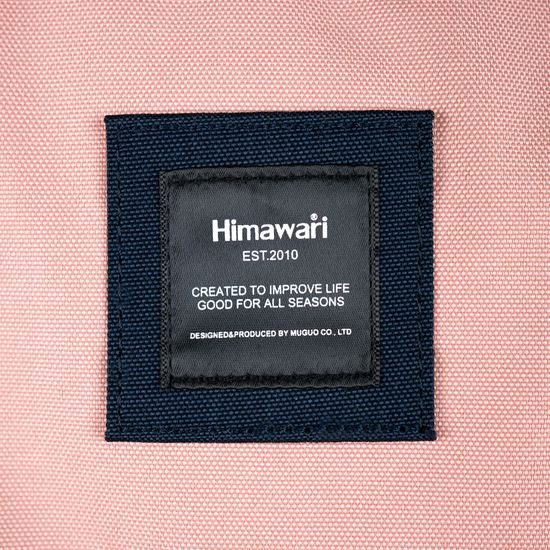 Himawari®
EST.2010
CREATED TO IMPROVE LIFE
GOOD FOR ALL SEASONS
DESIGNED&PRODUCED BY MUGUO CO., LTD